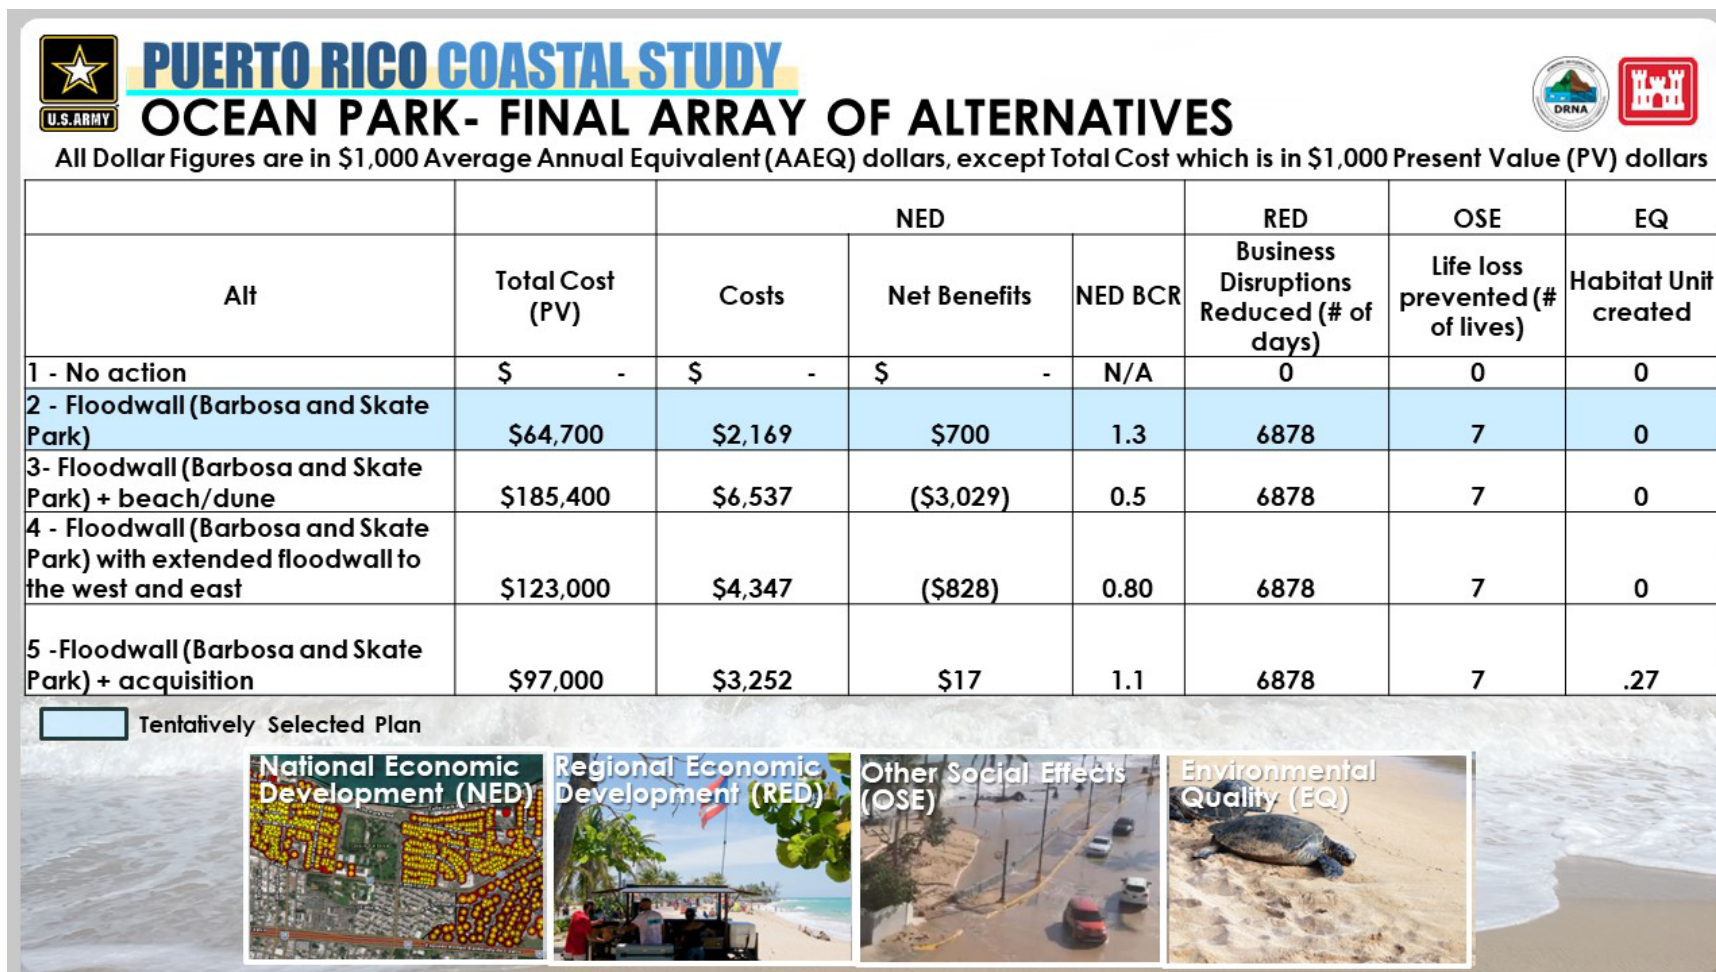 PUERTO RICO COASTAL STUDY
OCEAN PARK- FINAL ARRAY OF ALTERNATIVES
U.S.ARMY
DRNA
All Dollar Figures are in $1,000 Average Annual Equivalent (AAEQ) dollars, except Total Cost which is in $1,000 Present Value (PV) dollars
NED RED OSE EQ
Alt
Total Cost
(PV)
Costs
Net Benefits
NED BCR
Business
Disruptions
Reduced (# of
days)
Life loss
prevented (#
of lives)
Habitat Unit
created
1 - No action $ - $ - $ - N/A 0 0 0
2 - Floodwall (Barbosa and Skate
Park) $64,700 $2,169 $700 1.3 6878 7 0
3- Floodwall (Barbosa and Skate
Park) + beach/dune $185,400 $6,537 ($3,029) 0.5 6878 7 0
4 - Floodwall (Barbosa and Skate
Park) with extended floodwall to
the west and east $123,000 $4,347 ($828) 0.80 6878 7 0
5 -Floodwall (Barbosa and Skate
Park) + acquisition $97,000 $3,252 $17 1.1 6878 7 .27
Tentatively Selected Plan
National Economic
Development (NED)
Regional Economic
Development (RED)
Other Social Effects
(OSE)
Environmental
Quality (EQ)